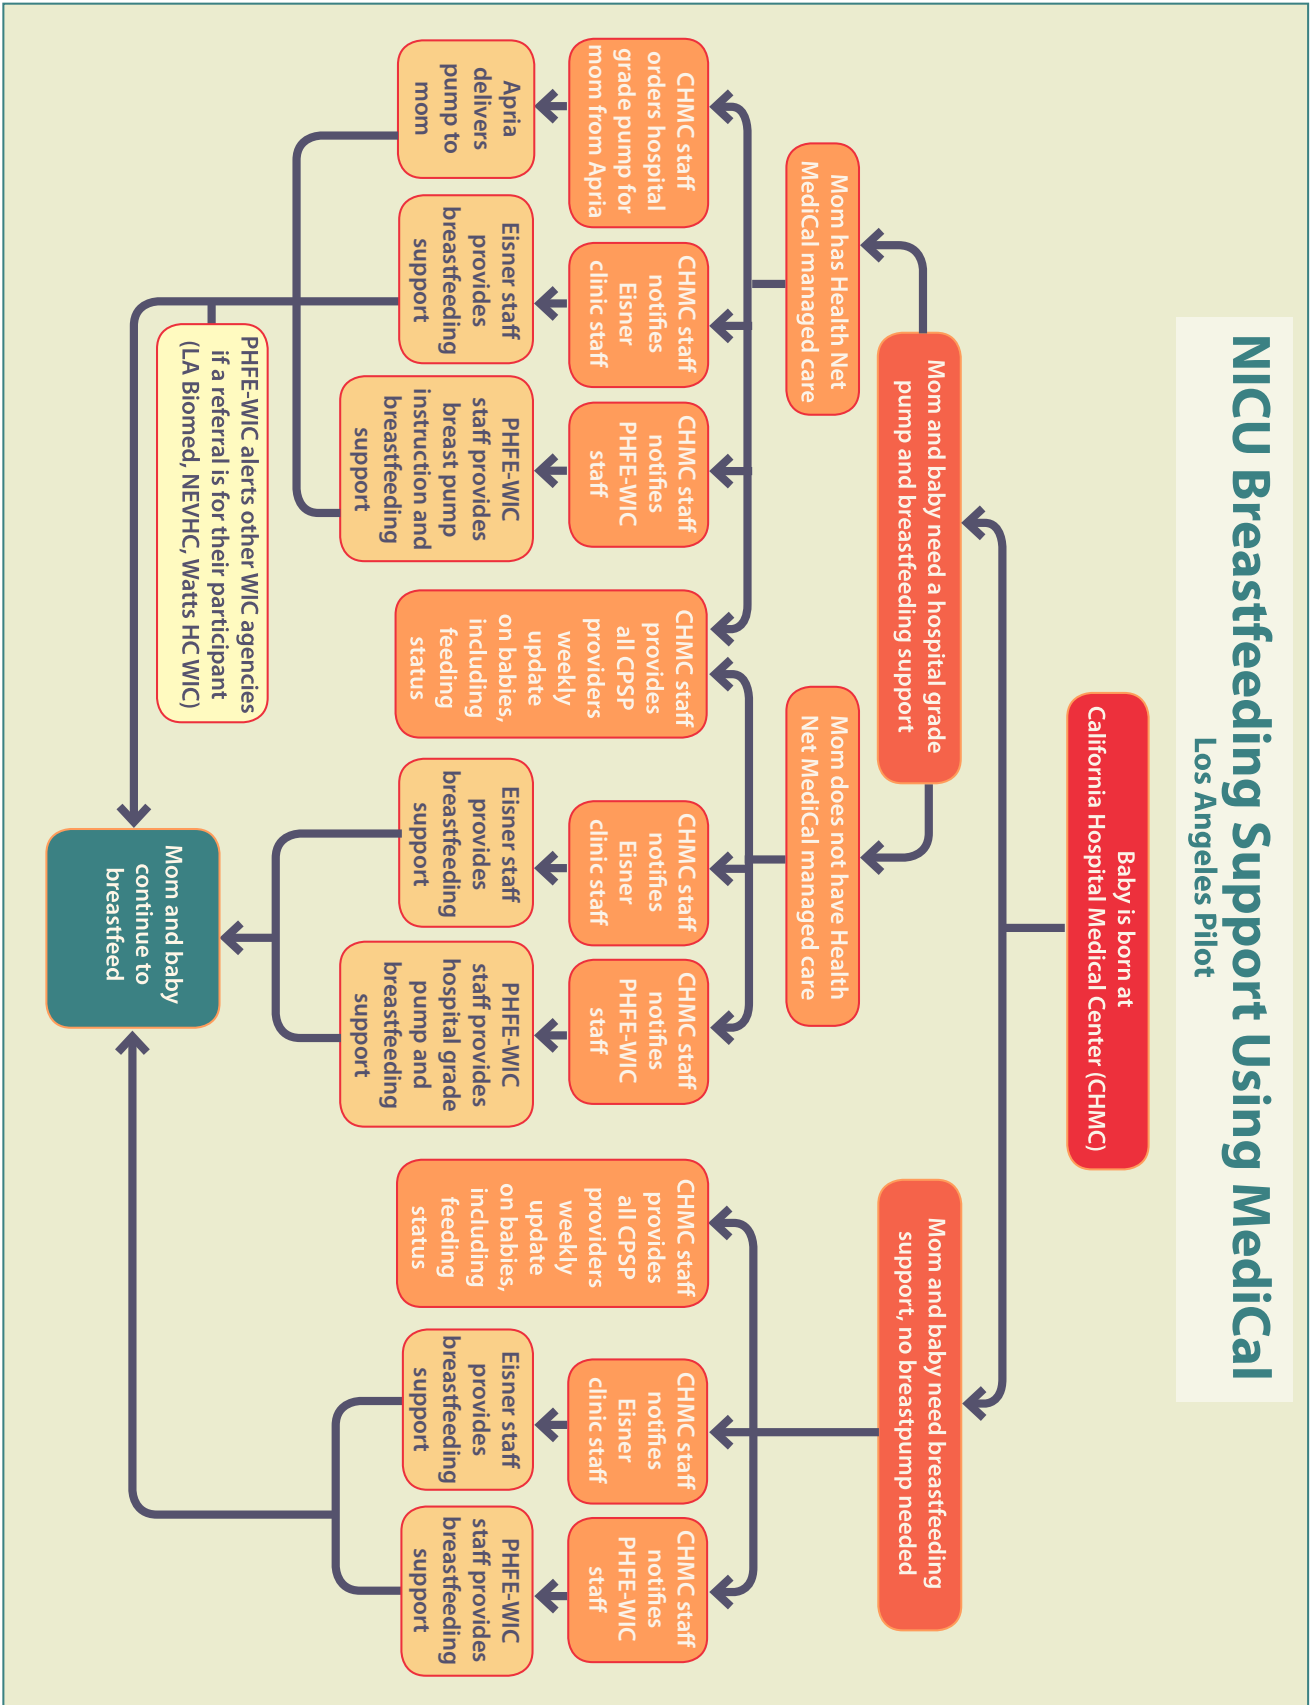 NICU Breastfeeding Support Using MediCal
Los Angeles Pilot
Baby is born at
California Hospital Medical Center (CHMC)
Mom and baby need a hospital grade
pump and breastfeeding support
Mom and baby need breastfeeding
support, no breastpump needed
Mom has Health Net
MediCal managed care
Mom does not have Health
Net MediCal managed care
CHMC staff
orders hospital
grade pump for
mom from Apria
CHMC staff
notifies
Eisner
clinic staff
CHMC staff
notifies
PHFE-WIC
staff
CHMC staff
provides
all CPSP
providers
weekly
update
on babies,
including
feeding
status
CHMC staff
notifies
Eisner
clinic staff
CHMC staff
notifies
PHFE-WIC
staff
CHMC staff
provides
all CPSP
providers
weekly
update
on babies,
including
feeding
status
CHMC staff
notifies
Eisner
clinic staff
CHMC staff
notifies
PHFE-WIC
staff
Apria
delivers
pump to
mom
Eisner staff
provides
breastfeeding
support
PHFE-WIC
staff provides
breast pump
instruction and
breastfeeding
support
Eisner staff
provides
breastfeeding
support
PHFE-WIC
staff provides
hospital grade
pump and
breastfeeding
support
Eisner staff
provides
breastfeeding
support
PHFE-WIC
staff provides
breastfeeding
support
PHFE-WIC alerts other WIC agencies
if a referral is for their participant
(LA Biomed, NEVHC, Watts HC WIC)
Mom and baby
continue to
breastfeed